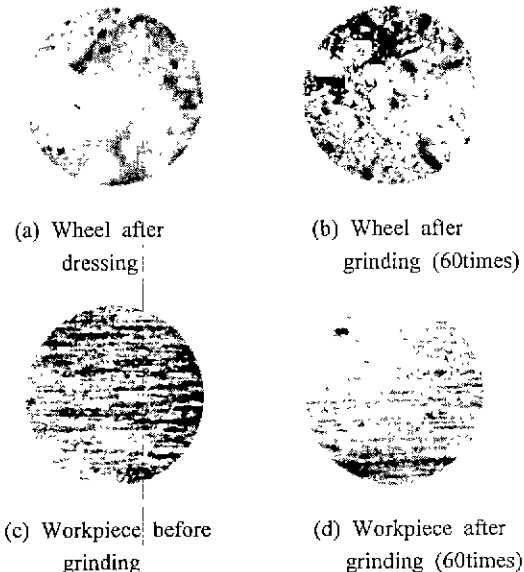 (a) Wheel after
dressing
(b) Wheel after
grinding (60times)
(c) Workpiece before
grinding
(d) Workpiece after
grinding (60times)